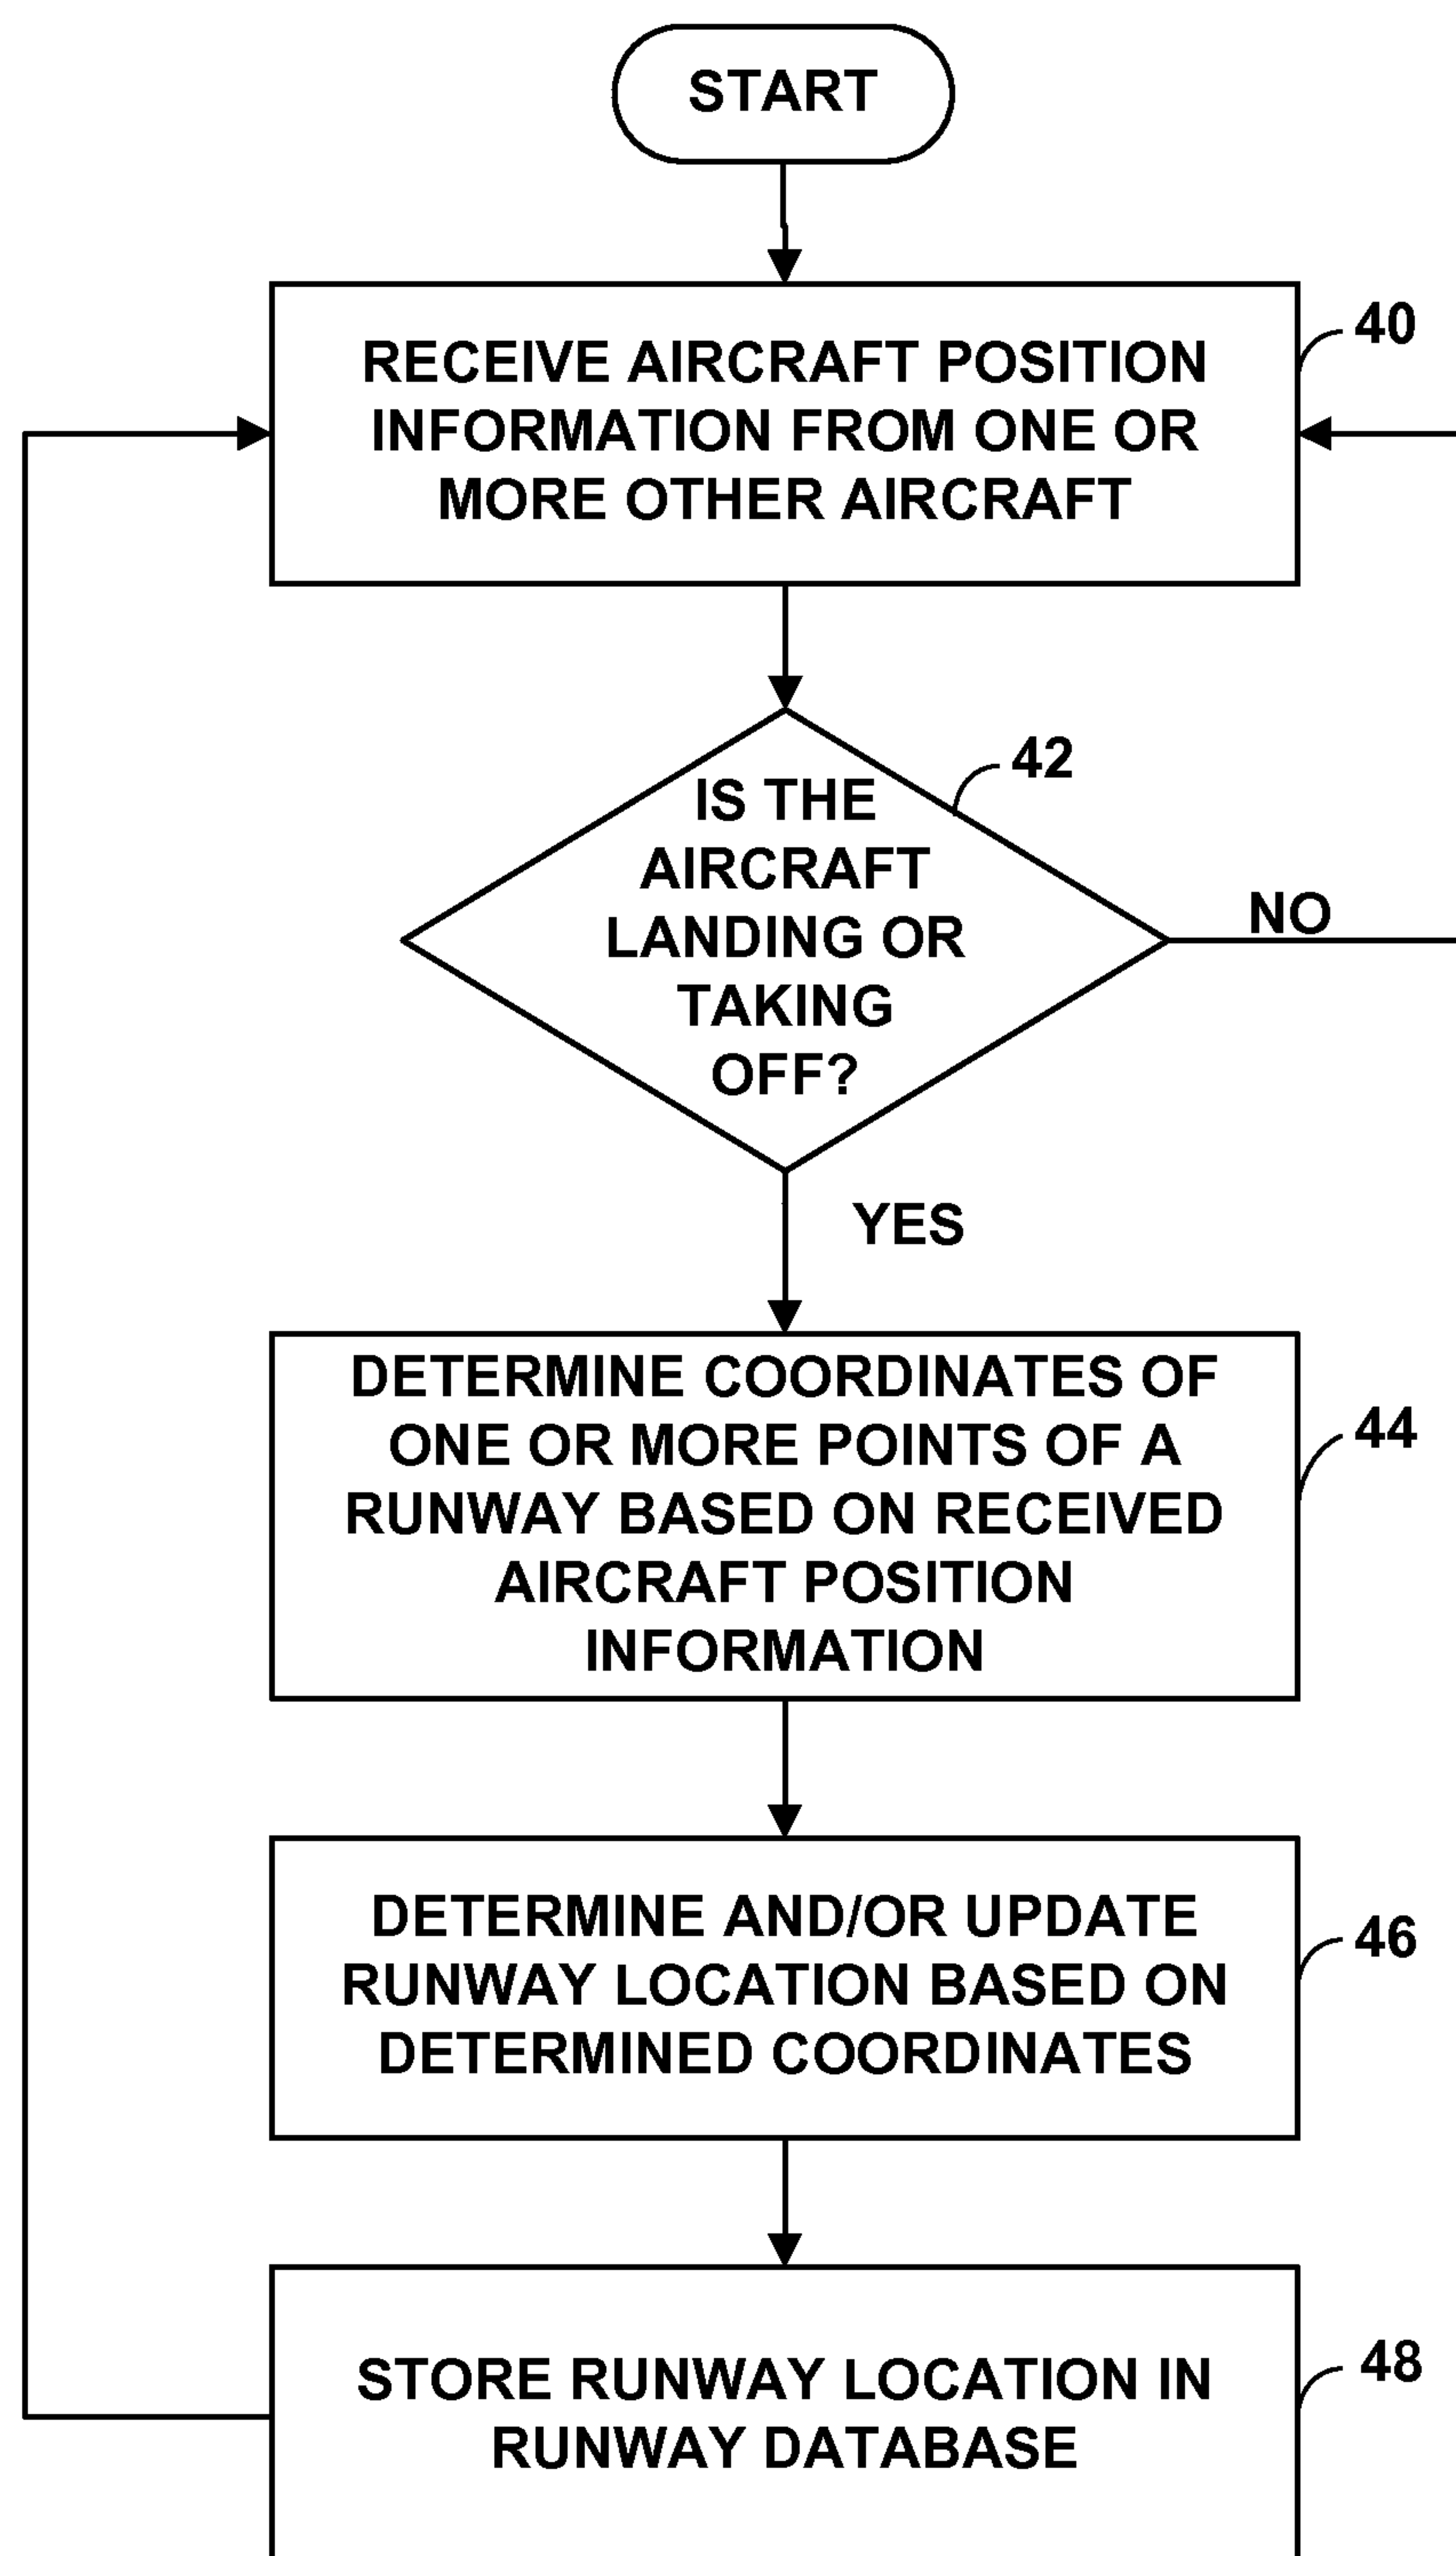 START
RECEIVE AIRCRAFT POSITION
INFORMATION FROM ONE OR
MORE OTHER AIRCRAFT
40
IS THE
AIRCRAFT
LANDING OR
TAKING
OFF?
42
NO
YES
DETERMINE COORDINATES OF
ONE OR MORE POINTS OF A
RUNWAY BASED ON RECEIVED
AIRCRAFT POSITION
INFORMATION
44
DETERMINE AND/OR UPDATE
RUNWAY LOCATION BASED ON
DETERMINED COORDINATES
46
STORE RUNWAY LOCATION IN
RUNWAY DATABASE
48